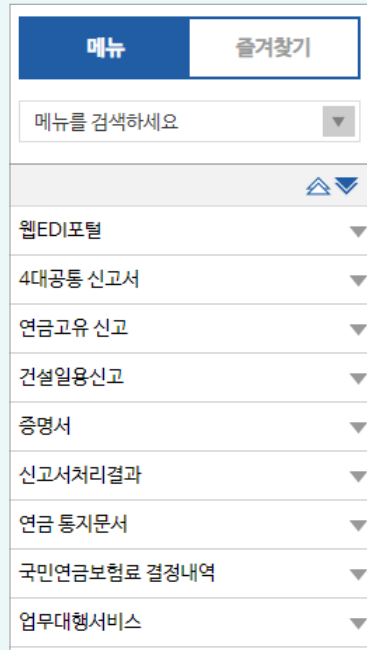 메뉴
즐겨찾기
메뉴를 검색하세요
웹EDI포털
4대공통 신고서
연금고유 신고
건설일용신고
증명서
신고서처리결과
연금 통지문서
국민연금보험료 결정내역
업무대행서비스